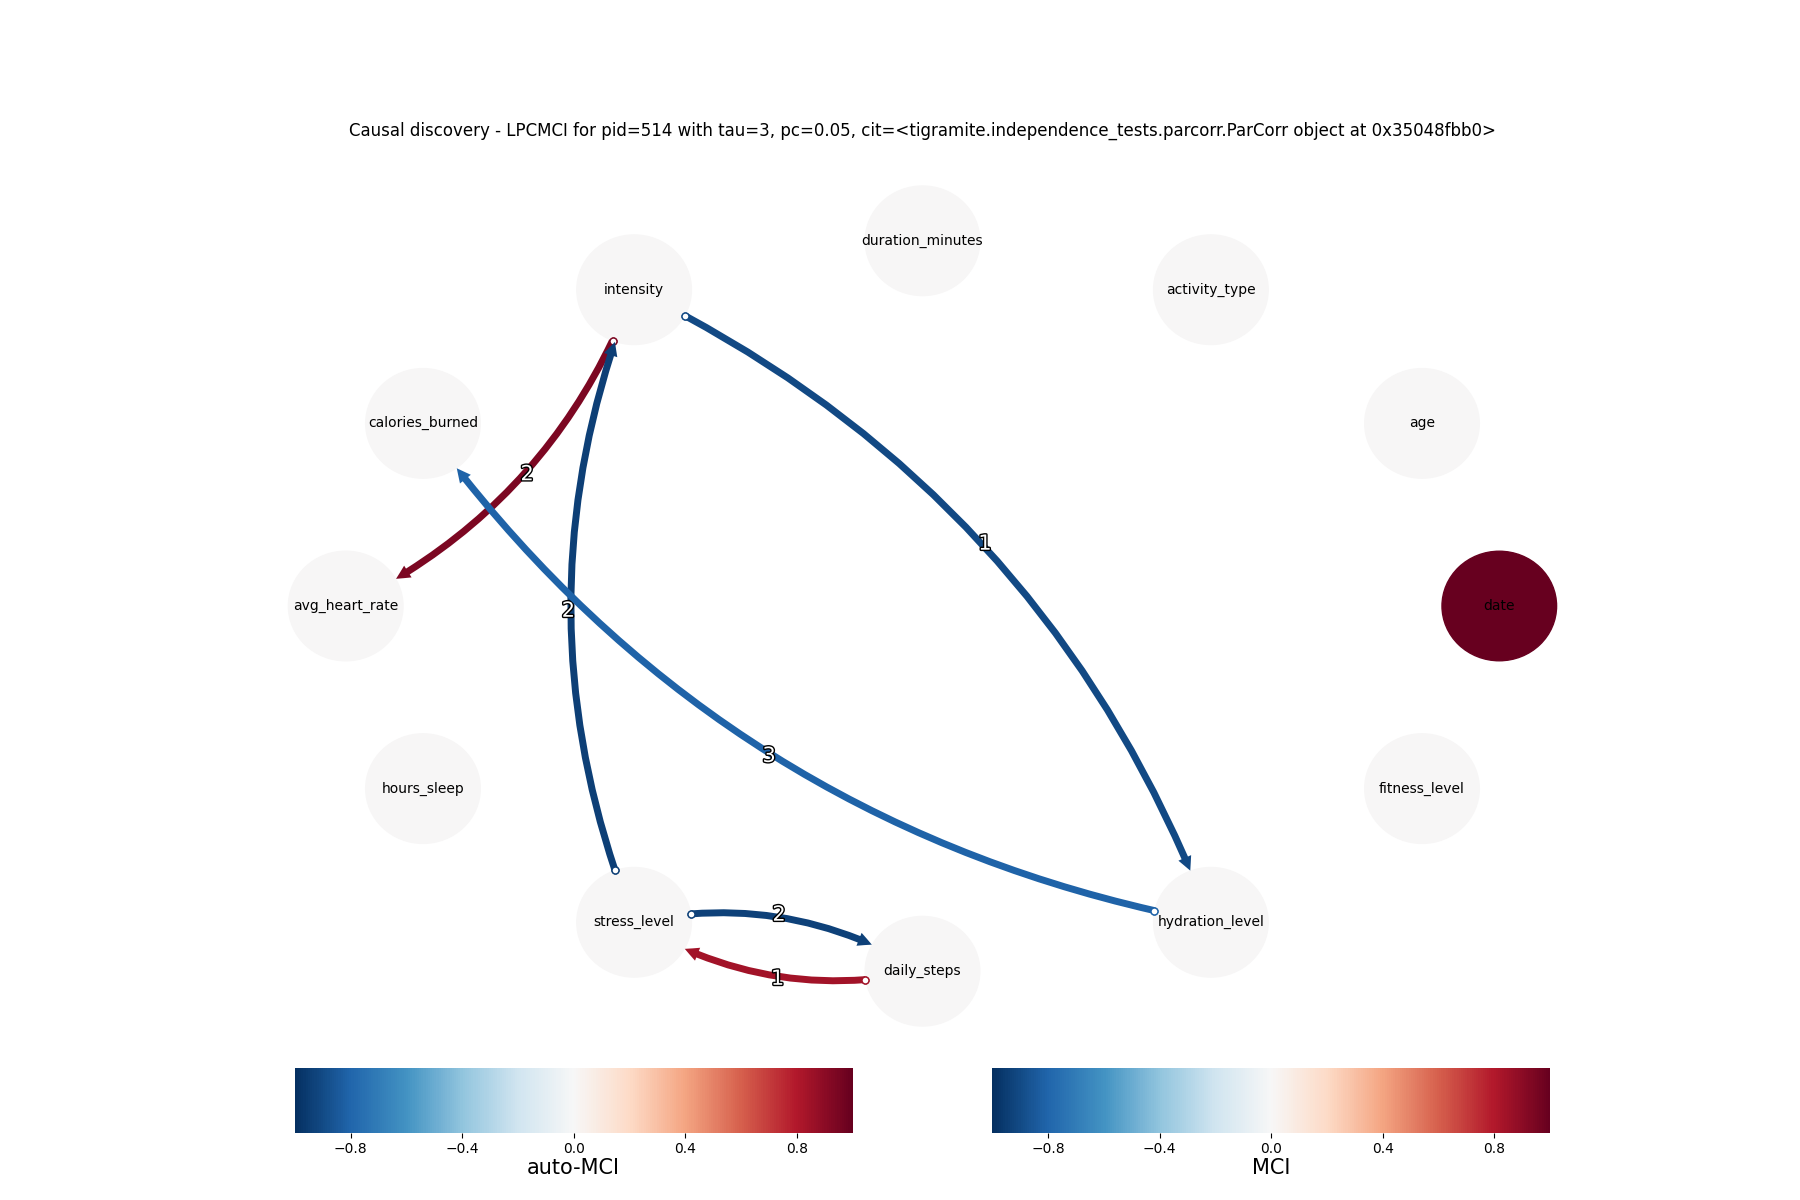 Causal discovery - LPCMCI for pid=514 with tau=3, pc=0.05, cit=<tigramite.independence_tests.parcorr.ParCorr object at 0x35048fbb0>
duration_minutes
intensity
activity_type
calories_burned
age
2
1
avg_heart_rate
date
2
3
hours_sleep
fitness_level
stress_level
2
hydration_level
1
daily_steps
−0.8 −0.4 0.0 0.4 0.8
auto-MCI
−0.8 −0.4 0.0 0.4 0.8
MCI